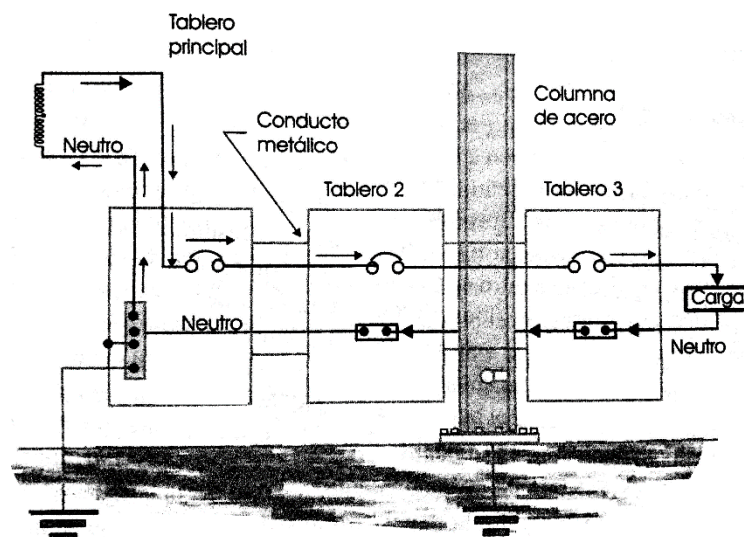 Tablero
principal
Columna
de acero
Conducto
metálico
Neutro
Tablero 2
Tablero 3
Carga
Neutro
Neutro